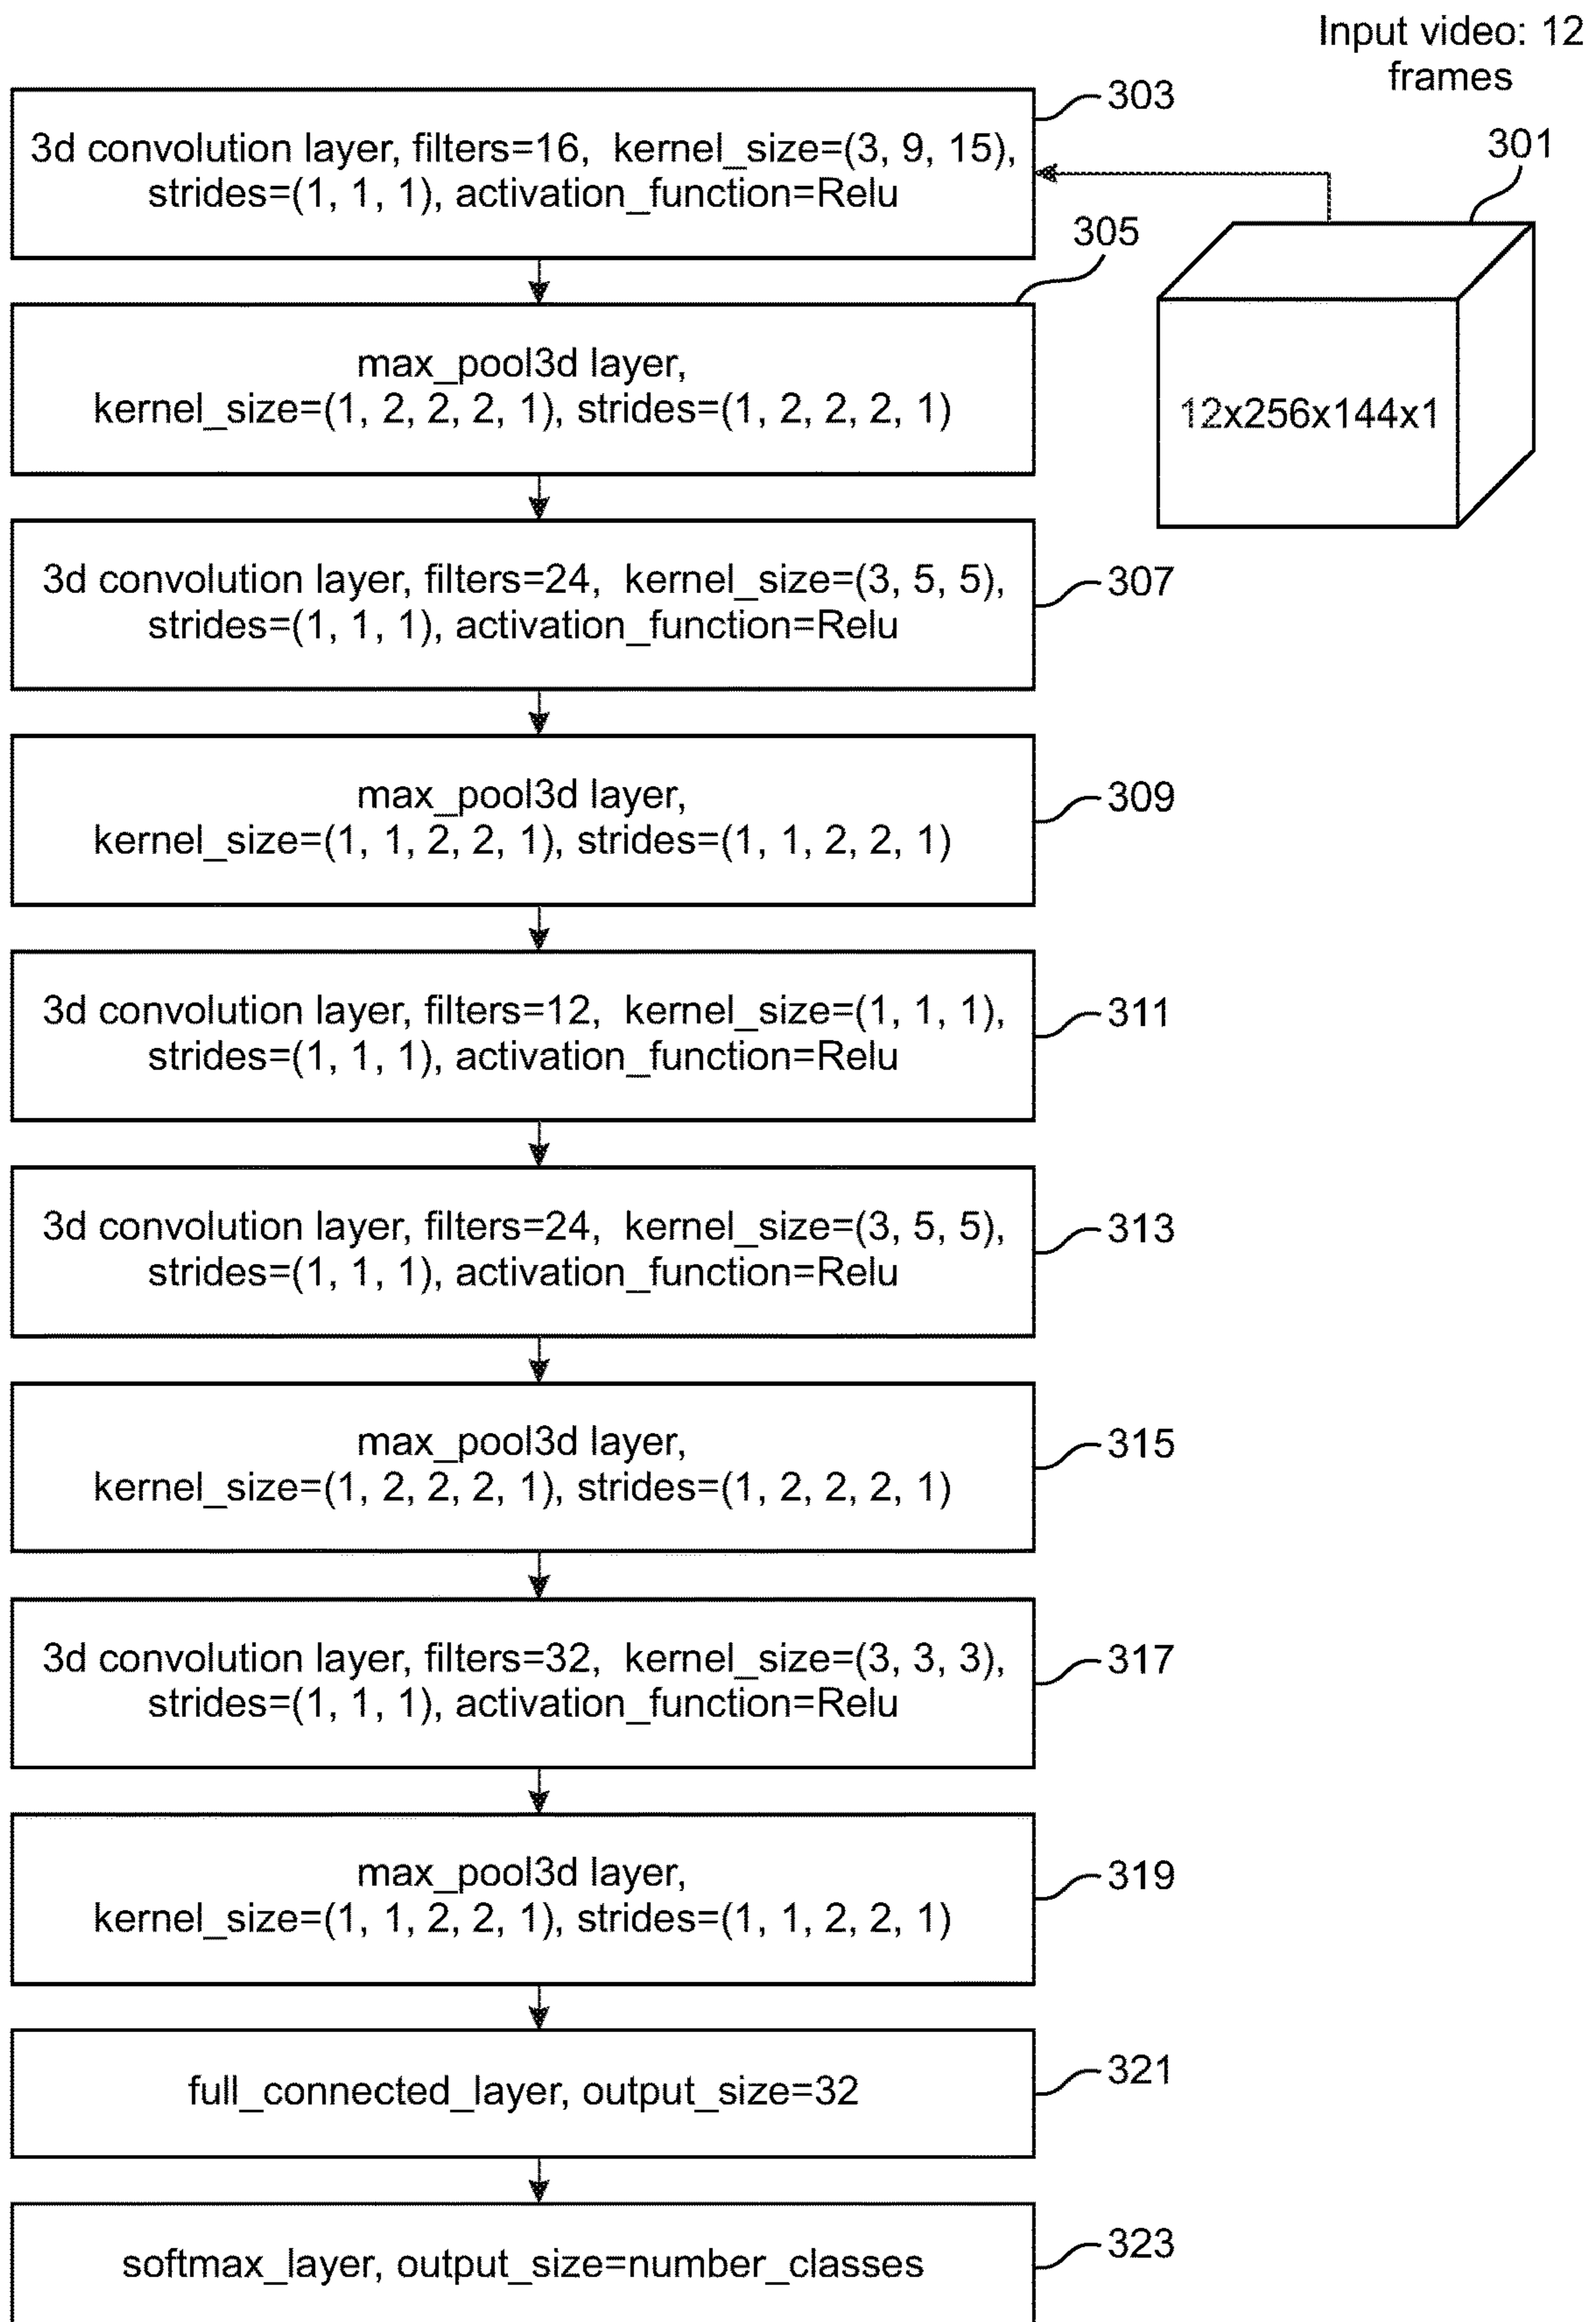 Input video: 12
frames
303
3d convolution layer, filters=16, kernel_size=(3, 9, 15),
strides=(1, 1, 1), activation_function=Relu
301
12x256x144x1
305
max_pool3d layer,
kernel_size=(1, 2, 2, 2, 1), strides=(1, 2, 2, 2, 1)
3d convolution layer, filters=24, kernel_size=(3, 5, 5),
strides=(1, 1, 1), activation_function=Relu
307
max_pool3d layer,
kernel_size=(1, 1, 2, 2, 1), strides=(1, 1, 2, 2, 1)
309
3d convolution layer, filters=12, kernel_size=(1, 1, 1),
strides=(1, 1, 1), activation_function=Relu
311
3d convolution layer, filters=24, kernel_size=(3, 5, 5),
strides=(1, 1, 1), activation_function=Relu
313
max_pool3d layer,
kernel_size=(1, 2, 2, 2, 1), strides=(1, 2, 2, 2, 1)
315
3d convolution layer, filters=32, kernel_size=(3, 3, 3),
strides=(1, 1, 1), activation_function=Relu
317
max_pool3d layer,
kernel_size=(1, 1, 2, 2, 1), strides=(1, 1, 2, 2, 1)
319
full_connected_layer, output_size=32
321
softmax_layer, output_size=number_classes
323